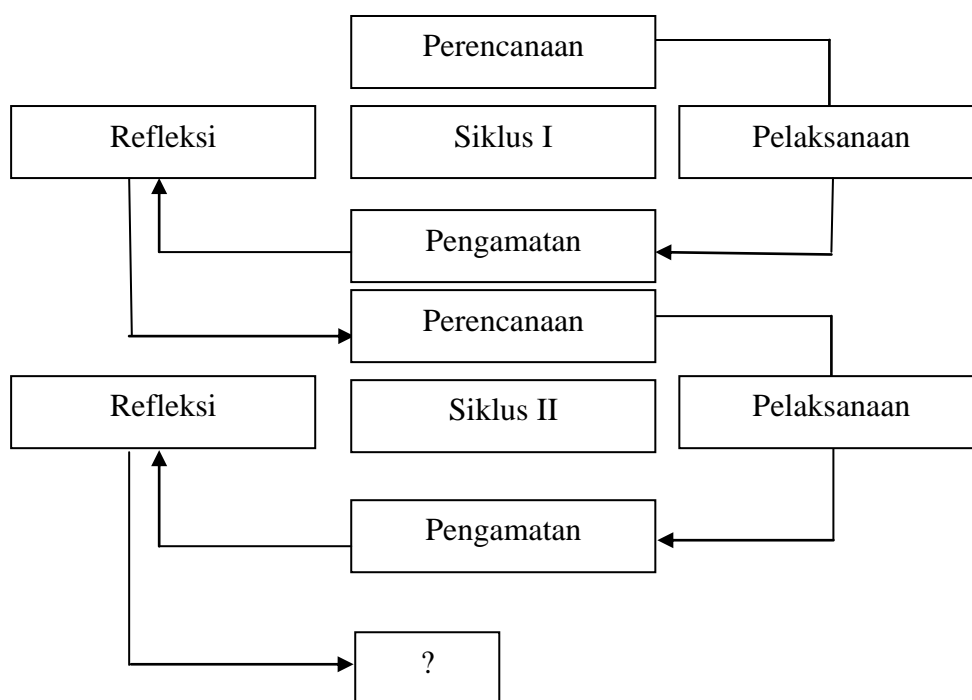 Perencanaan
Refleksi
Siklus I
Pelaksanaan
Pengamatan
Perencanaan
Refleksi
Siklus II
Pelaksanaan
Pengamatan
?